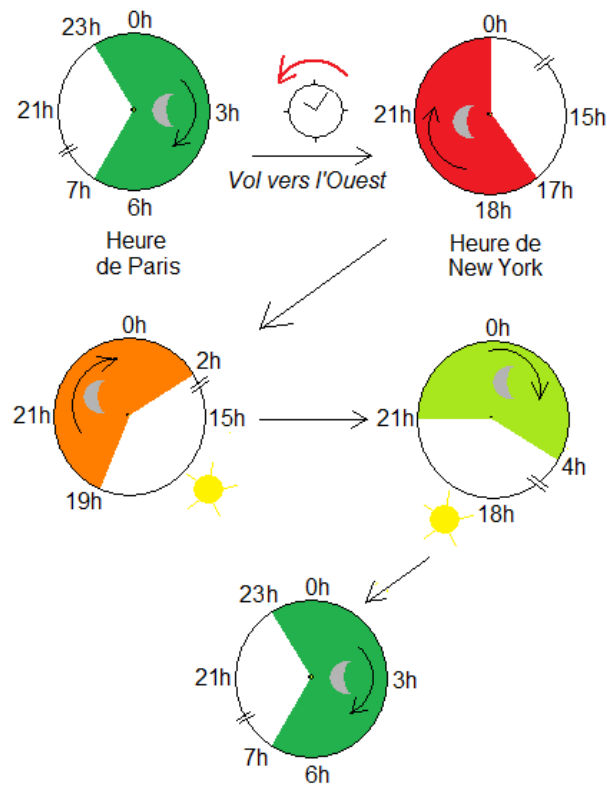 0h
23h
21h
3h
7h
6h
Heure
de Paris
Vol vers l'Ouest
0h
21h
15h
17h
18h
Heure de
New York
0h
2h
21h
15h
19h
0h
21h
4h
18h
23h
0h
21h
3h
7h
6h